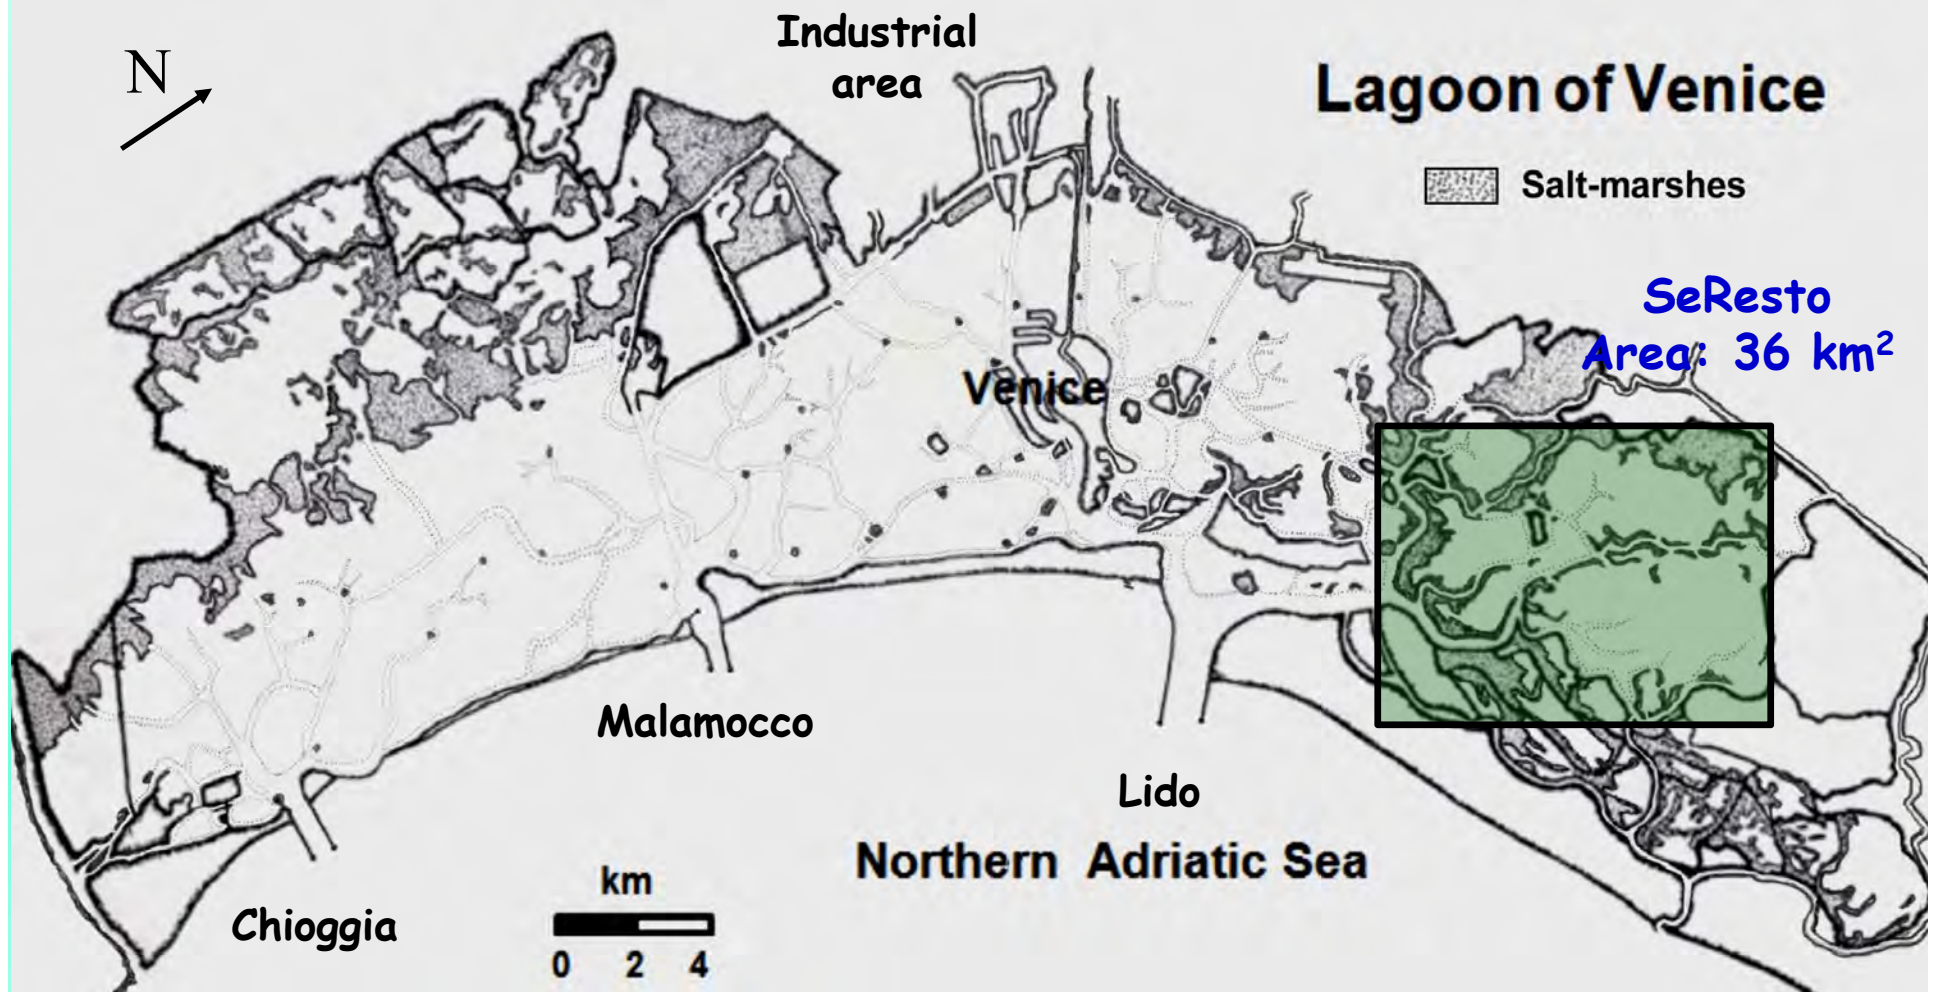 Industrial
area
N
Lagoon of Venice
Salt-marshes
SeResto
Area: 36 km²
Venice
Malamocco
Lido
Northern Adriatic Sea
km
Chioggia
0 2 4